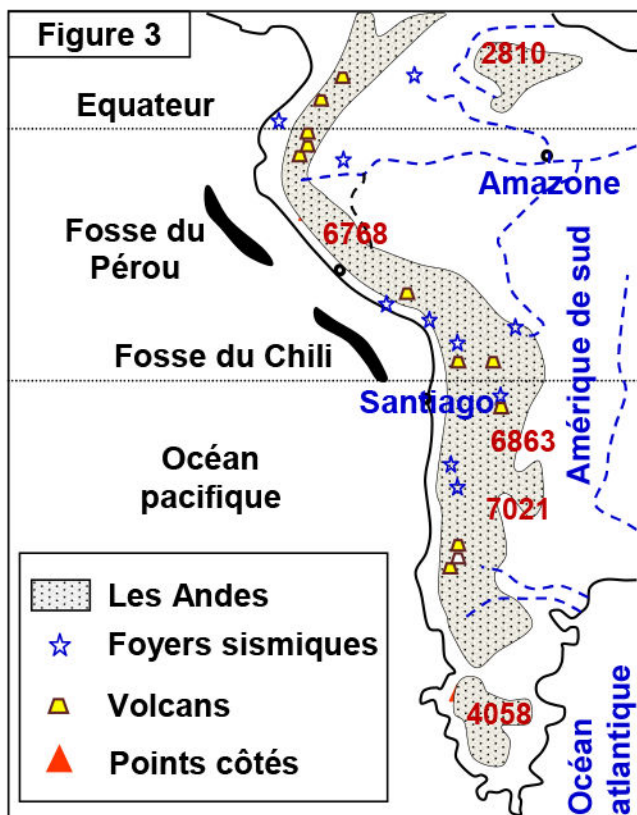 Figure 3
2810
Equateur
Amazone
Fosse du
Pérou
6768
Fosse du Chili
Santiago
Amérique de sud
6863
Océan
pacifique
7021
Les Andes
Foyers sismiques
Volcans
Points côtés
4058
Océan
atlantique